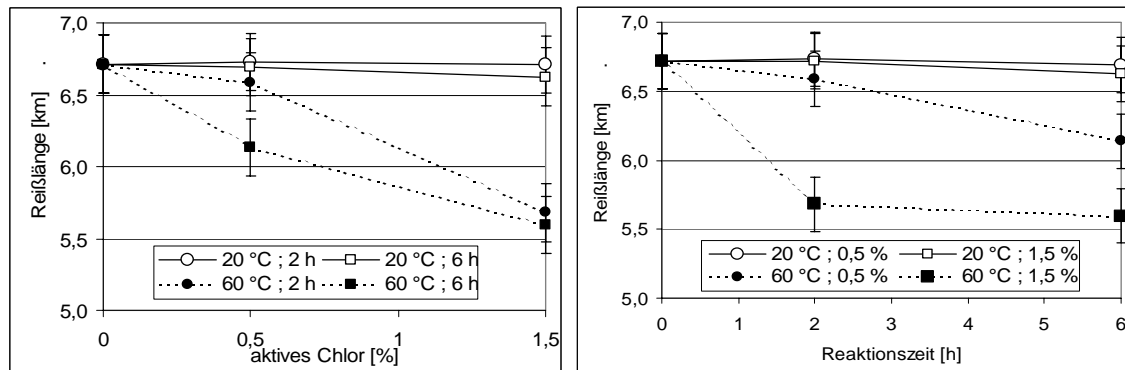 7,0
6,5
6,0
5,5
5,0
Reißlänge [km]
20 °C ; 2 h
20 °C ; 6 h
60 °C ; 2 h
60 °C ; 6 h
0
0,5
1
1,5
aktives Chlor [%]
7,0
6,5
6,0
5,5
5,0
Reißlänge [km]
20 °C ; 0,5 %
20 °C ; 1,5 %
60 °C ; 0,5 %
60 °C ; 1,5 %
0
1
2
3
4
5
6
Reaktionszeit [h]